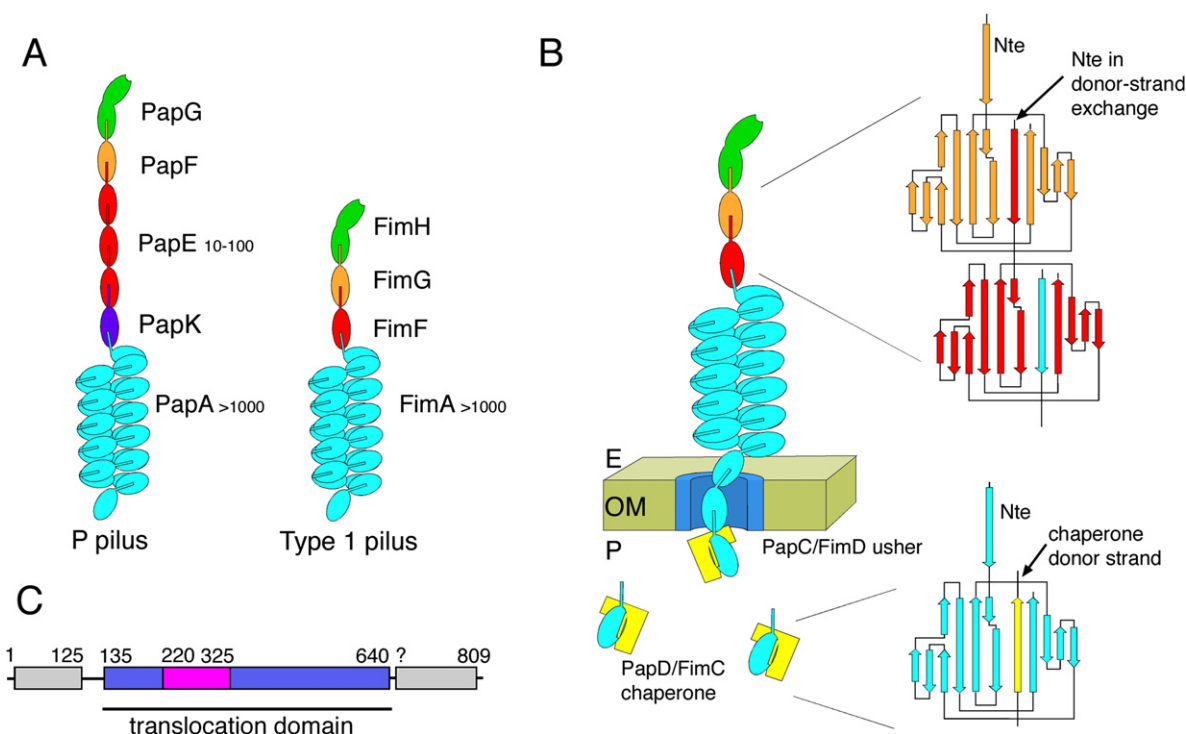 A
PapG
PapF
PapE 10-100
PapK
PapA >1000
P pilus
FimH
FimG
FimF
FimA >1000
Type 1 pilus
B
Nte
Nte in
donor-strand
exchange
E
OM
P
PapC/FimD usher
PapD/FimC
chaperone
Nte
chaperone
donor strand
C
1 125 135 220 325 640 ? 809
translocation domain